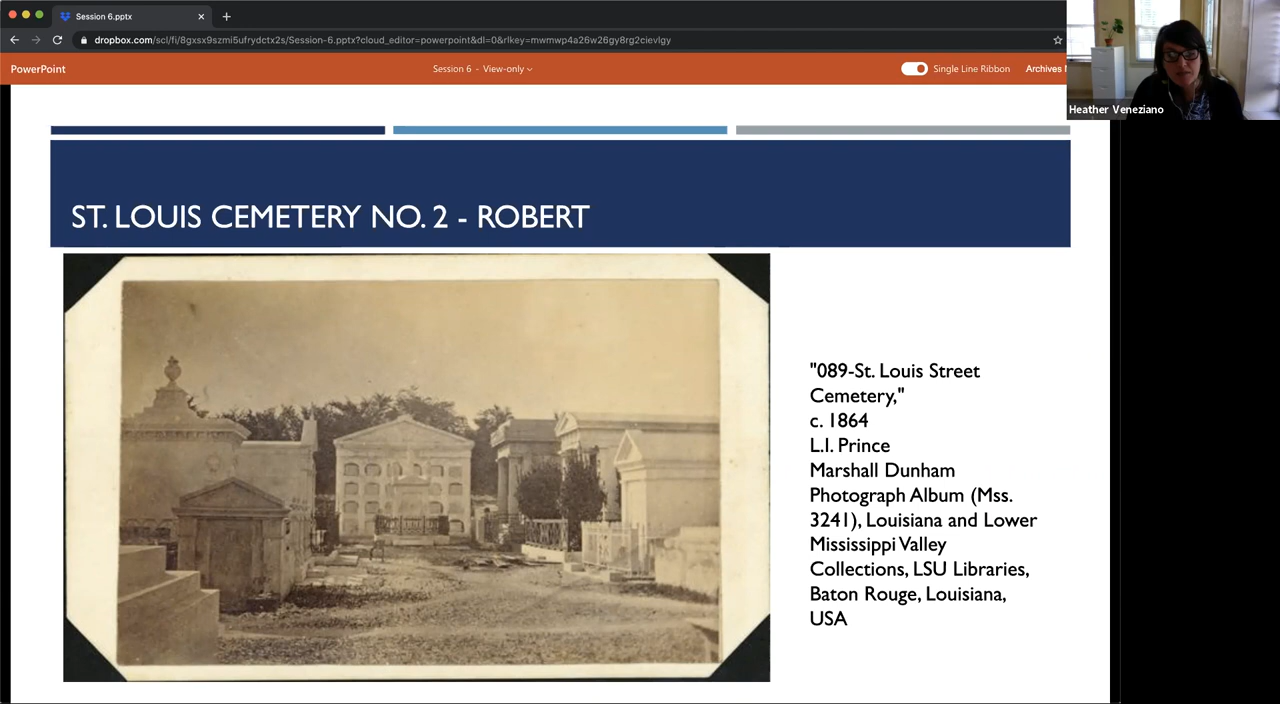 Session 6.pptx
dropbox.com/scl/fi/8gxsx9szmi5ufrydctx2s/Session-6.pptx?cloud_editor=powerpoint&dl=0&rlkey=mwmwp4a26w26gy8rg2cievlgy
PowerPoint
Session 6 - View-only
Single Line Ribbon
Archives
Heather Veneziano
ST. LOUIS CEMETERY NO. 2 - ROBERT
"089-St. Louis Street
Cemetery,"
c. 1864
L.I. Prince
Marshall Dunham
Photograph Album (Mss.
3241), Louisiana and Lower
Mississippi Valley
Collections, LSU Libraries,
Baton Rouge, Louisiana,
USA